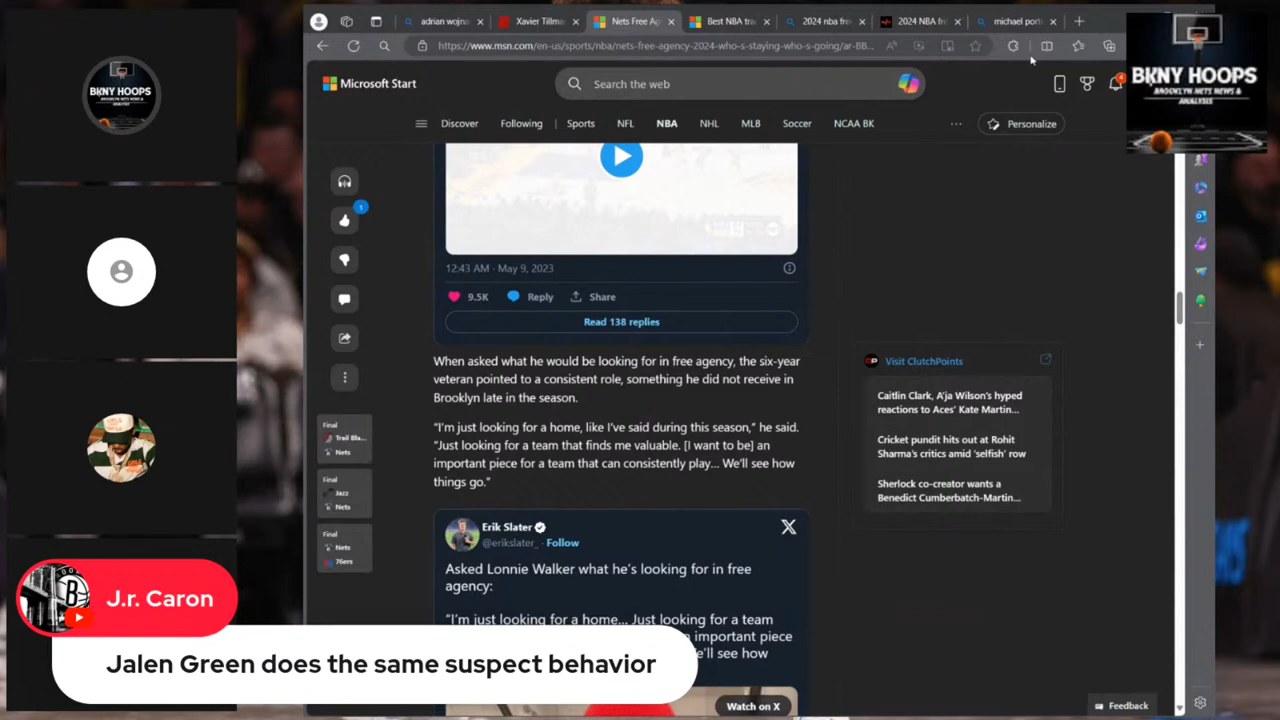 adrian wojna
Xavier Tillma
Nets Free Ag
Best NBA tra
2024 nba fre
2024 NBA fr
michael port
https://www.msn.com/en-us/sports/nba/nets-free-agency-2024-who-s-staying-who-s-going/ar-BB...
BKNY HOOPS
BROOKLYN NETS NEWS & ANALYSIS
Microsoft Start
Search the web
4
Discover
Following
Sports
NFL
NBA
NHL
MLB
Soccer
NCAA BK
...
Personalize
BKNY HOOPS
1
12:43 AM · May 9, 2023
9.5K
Reply
Share
Read 138 replies
When asked what he would be looking for in free agency, the six-year
veteran pointed to a consistent role, something he did not receive in
Brooklyn late in the season.
“I'm just looking for a home, like I've said during this season,” he said.
“Just looking for a team that finds me valuable. [I want to be] an
important piece for a team that can consistently play... We'll see how
things go.”
Visit ClutchPoints
Caitlin Clark, A’ja Wilson’s hyped
reactions to Aces’ Kate Martin...
Cricket pundit hits out at Rohit
Sharma’s critics amid ‘selfish’ row
Sherlock co-creator wants a
Benedict Cumberbatch-Martin...
Final
Trail Bla...
Nets
Final
Jazz
Nets
Final
Nets
76ers
Erik Slater
@erikslater_ · Follow
Asked Lonnie Walker what he’s looking for in free
agency:
“I’m just looking for a home... Just looking for a team
important piece
e’ll see how
Watch on X
Feedback
J.r. Caron
Jalen Green does the same suspect behavior